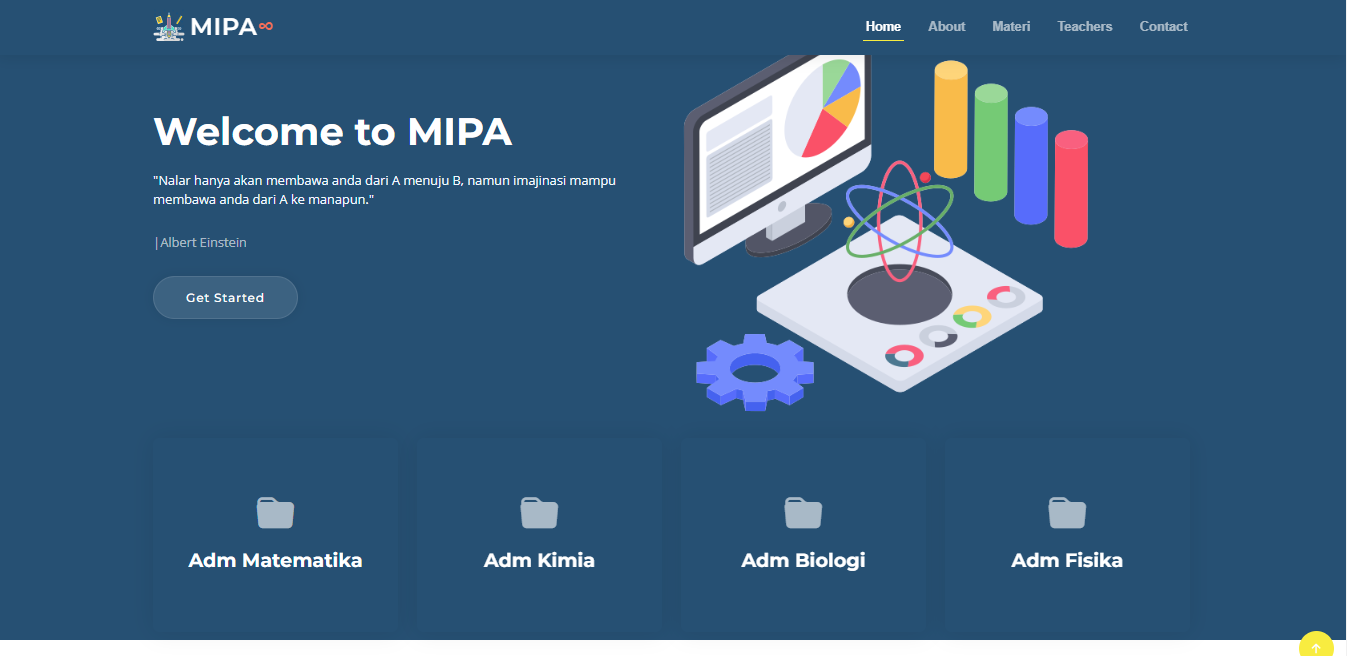 MIPA∞
Home About Materi Teachers Contact
Welcome to MIPA
"Nalar hanya akan membawa anda dari A menuju B, namun imajinasi mampu
membawa anda dari A ke manapun."
|Albert Einstein
Get Started
Adm Matematika
Adm Kimia
Adm Biologi
Adm Fisika